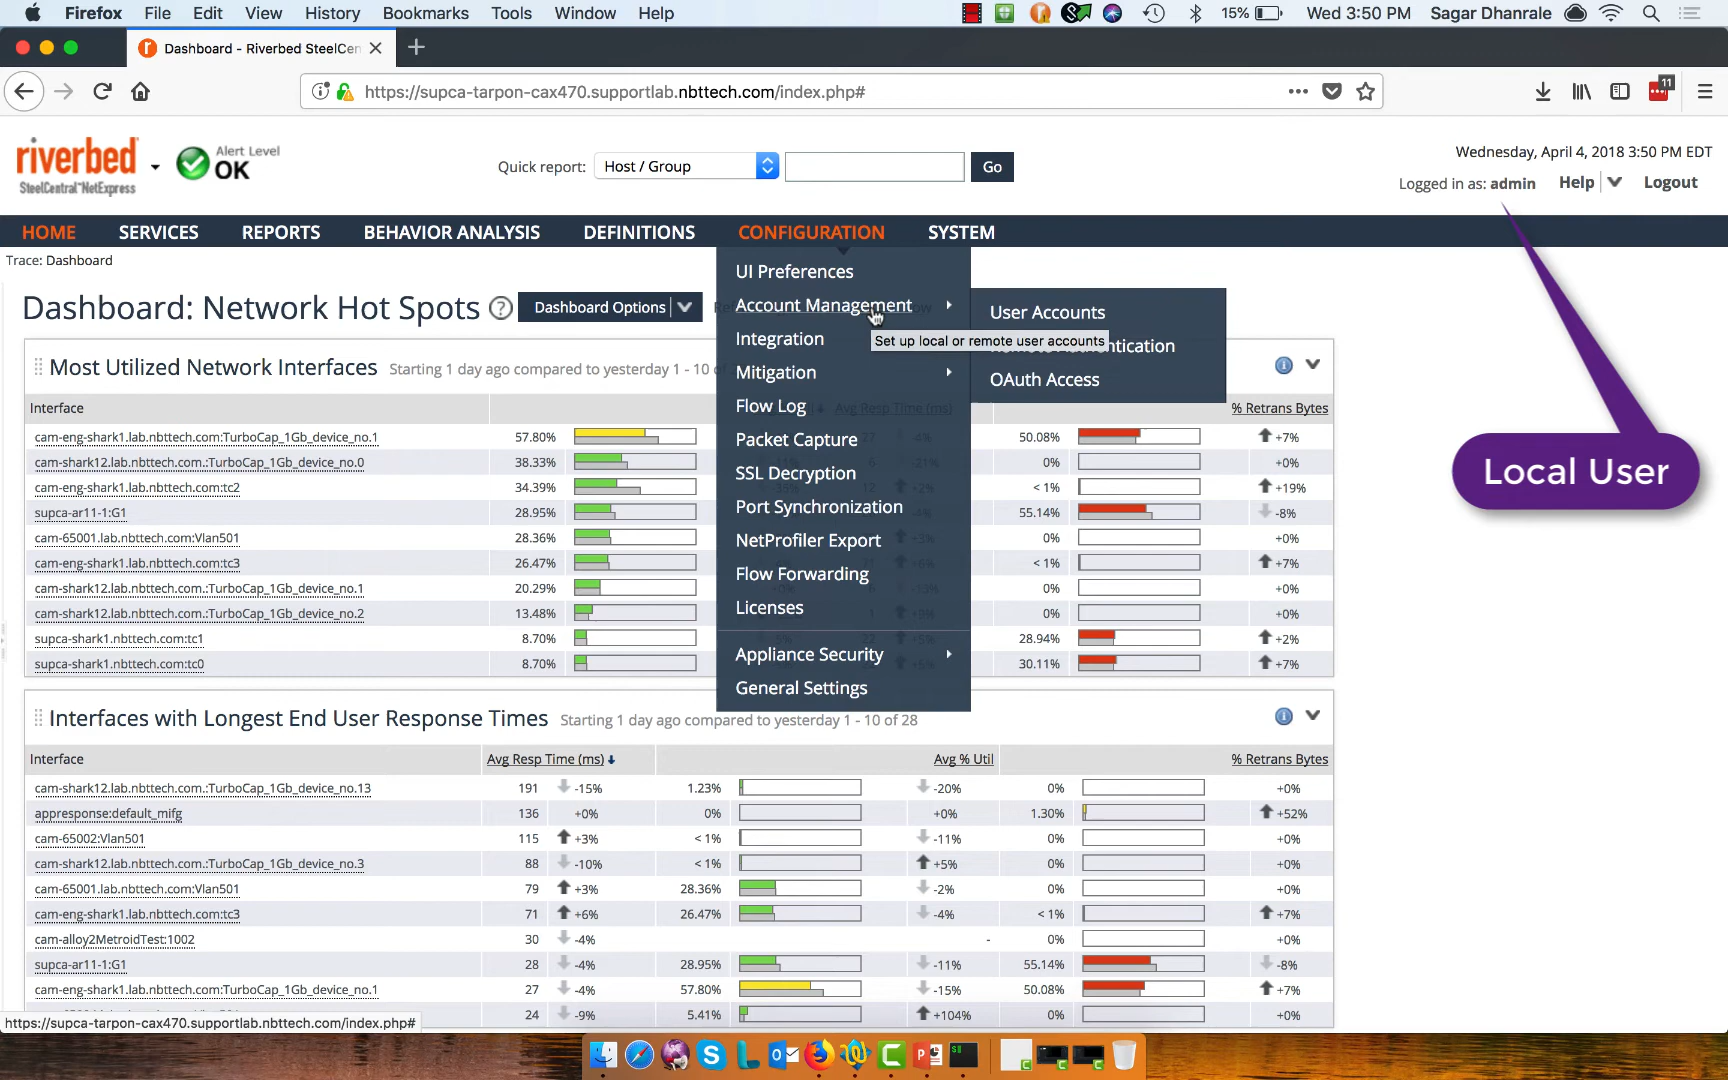 Firefox File Edit View History Bookmarks Tools Window Help 15% Wed 3:50 PM Sagar Dhanrale
Dashboard - Riverbed SteelCen
https://supca-tarpon-cax470.supportlab.nbttech.com/index.php# 11
riverbed
SteelCentral™NetExpress
Alert Level
OK
Quick report: Host / Group Go
Wednesday, April 4, 2018 3:50 PM EDT
Logged in as: admin Help Logout
HOME SERVICES REPORTS BEHAVIOR ANALYSIS DEFINITIONS CONFIGURATION SYSTEM
Trace: Dashboard
UI Preferences
Account Management
Integration
Mitigation
Flow Log
Packet Capture
SSL Decryption
Port Synchronization
NetProfiler Export
Flow Forwarding
Licenses
Appliance Security
General Settings
User Accounts
Set up local or remote user accounts
OAuth Access
Local User
Dashboard: Network Hot Spots ? Dashboard Options
Most Utilized Network Interfaces Starting 1 day ago compared to yesterday 1 - 10
Interface Avg Resp Time (ms) % Retrans Bytes
cam-eng-shark1.lab.nbttech.com:TurboCap_1Gb_device_no.1 57.80% 50.08% +7%
cam-shark12.lab.nbttech.com.:TurboCap_1Gb_device_no.0 38.33% 0% +0%
cam-eng-shark1.lab.nbttech.com:tc2 34.39% < 1% +19%
supca-ar11-1:G1 28.95% 55.14% -8%
cam-65001.lab.nbttech.com:Vlan501 28.36% 0% +0%
cam-eng-shark1.lab.nbttech.com:tc3 26.47% < 1% +7%
cam-shark12.lab.nbttech.com.:TurboCap_1Gb_device_no.1 20.29% 0% +0%
cam-shark12.lab.nbttech.com.:TurboCap_1Gb_device_no.2 13.48% 0% +0%
supca-shark1.nbttech.com:tc1 8.70% 28.94% +2%
supca-shark1.nbttech.com:tc0 8.70% 30.11% +7%
Interfaces with Longest End User Response Times Starting 1 day ago compared to yesterday 1 - 10 of 28
Interface Avg Resp Time (ms) Avg % Util % Retrans Bytes
cam-shark12.lab.nbttech.com.:TurboCap_1Gb_device_no.13 191 -15% 1.23% -20% 0% +0%
appresponse:default_mifg 136 +0% 0% +0% 1.30% +52%
cam-65002:Vlan501 115 +3% < 1% -11% 0% +0%
cam-shark12.lab.nbttech.com.:TurboCap_1Gb_device_no.3 88 -10% < 1% +5% 0% +0%
cam-65001.lab.nbttech.com:Vlan501 79 +3% 28.36% -2% 0% +0%
cam-eng-shark1.lab.nbttech.com:tc3 71 +6% 26.47% -4% < 1% +7%
cam-alloy2MetroidTest:1002 30 -4% - 0% +0%
supca-ar11-1:G1 28 -4% 28.95% -11% 55.14% -8%
cam-eng-shark1.lab.nbttech.com:TurboCap_1Gb_device_no.1 27 -4% 57.80% -15% 50.08% +7%
24 -9% 5.41% +104% 0% +0%
https://supca-tarpon-cax470.supportlab.nbttech.com/index.php#